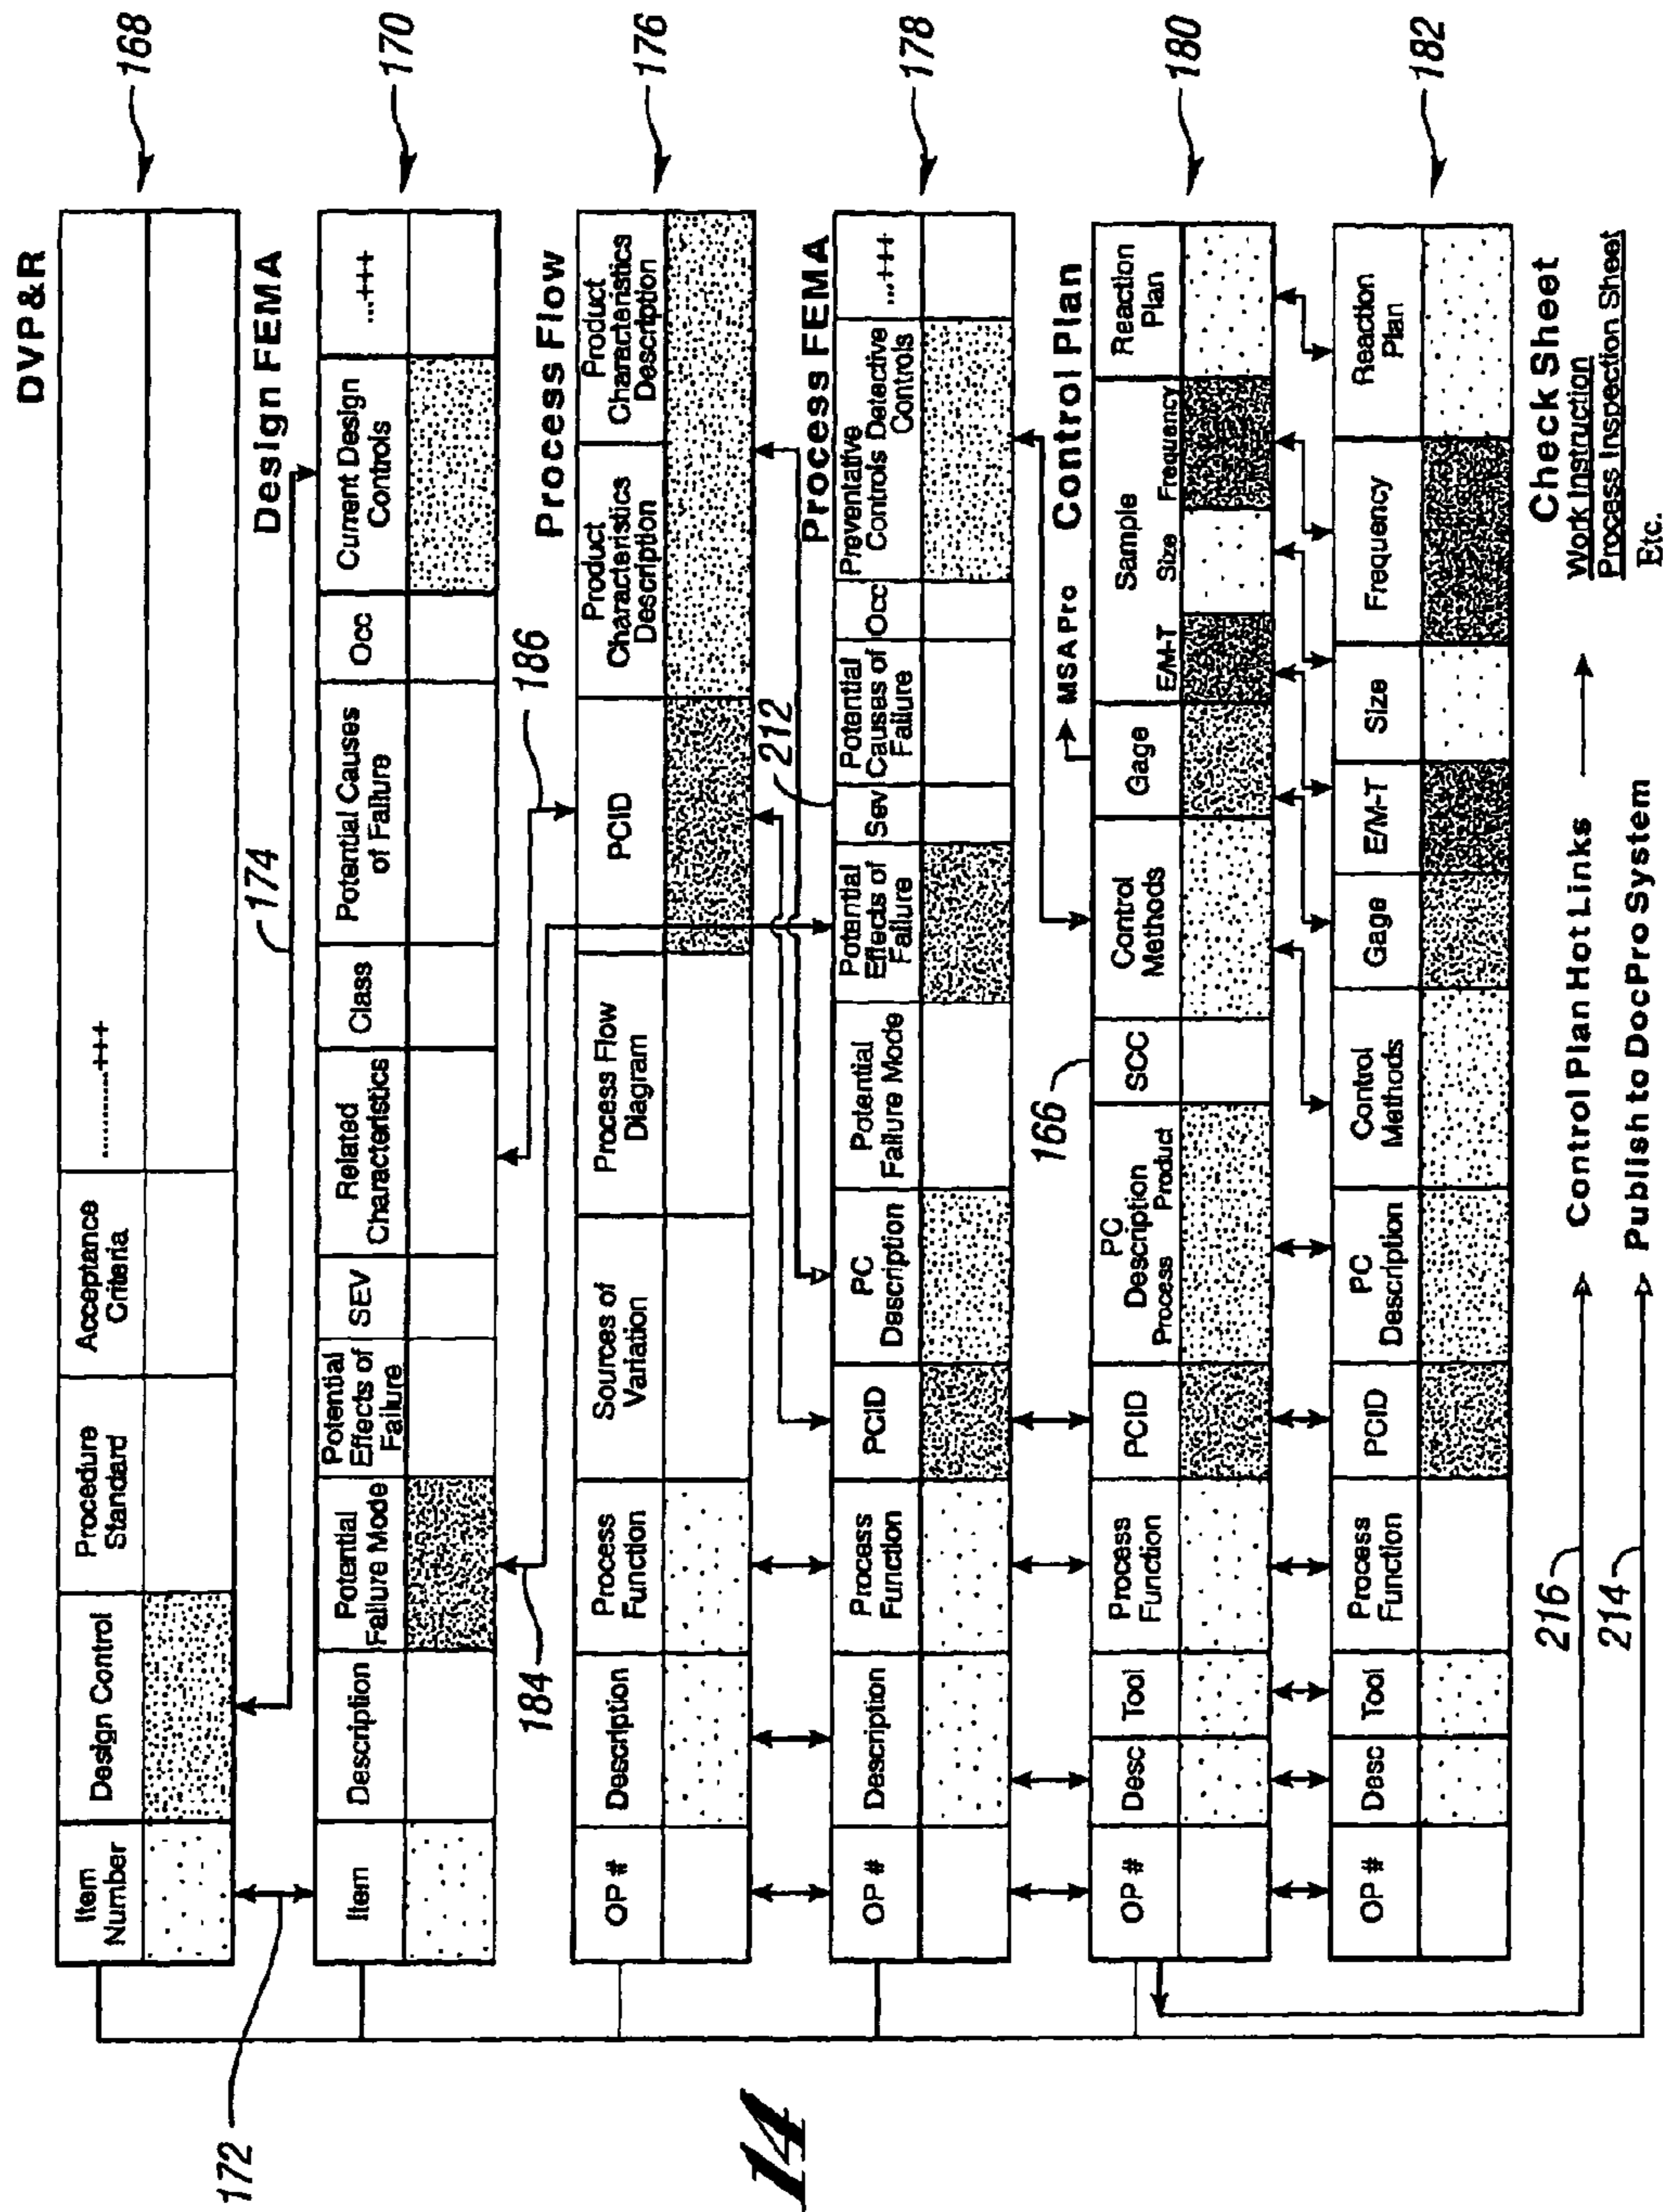 DVP&R
168
Item
Number
Design Control
Procedure
Standard
Acceptance
Criteria
..........+++
172
174
Design FEMA
170
Item
Description
Potential
Failure Mode
Potential
Effects of
Failure
SEV
Related
Characteristics
Class
Potential Causes
of Failure
Occ
Current Design
Controls
...+++
184
186
Process Flow
176
OP #
Description
Process
Function
Sources of
Variation
Process Flow
Diagram
PCID
Product
Characteristics
Description
Product
Characteristics
Description
212
Process FEMA
178
OP #
Description
Process
Function
PCID
PC
Description
Potential
Failure Mode
Potential
Effects of
Failure
Sev
Potential
Causes of
Failure
Occ
Preventative
Controls Detective
Controls
...+++
166
MSAPro
Control Plan
180
OP #
Desc
Tool
Process
Function
PCID
PC
Description
Process Product
SCC
Control
Methods
Gage
Sample
E/M-T Size Frequency
Reaction
Plan
182
OP #
Desc
Tool
Process
Function
PCID
PC
Description
Control
Methods
Gage
E/M-T
Size
Frequency
Reaction
Plan
Check Sheet
216
Control Plan Hot Links
Work Instruction
Process Inspection Sheet
Etc.
214
Publish to DocPro System
14